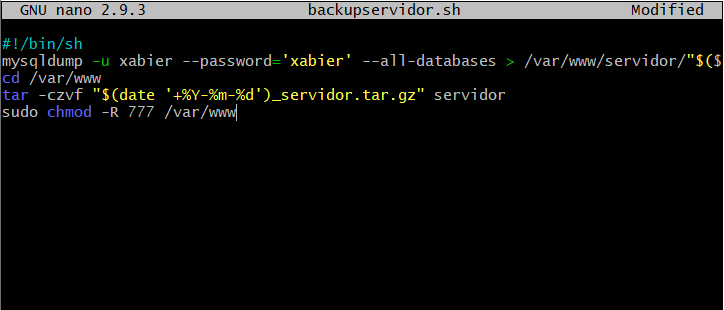 GNU nano 2.9.3 backupservidor.sh Modified
#!/bin/sh
mysqldump -u xabier --password='xabier' --all-databases > /var/www/servidor/"$($
cd /var/www
tar -czvf "$(date '+%Y-%m-%d')_servidor.tar.gz" servidor
sudo chmod -R 777 /var/www